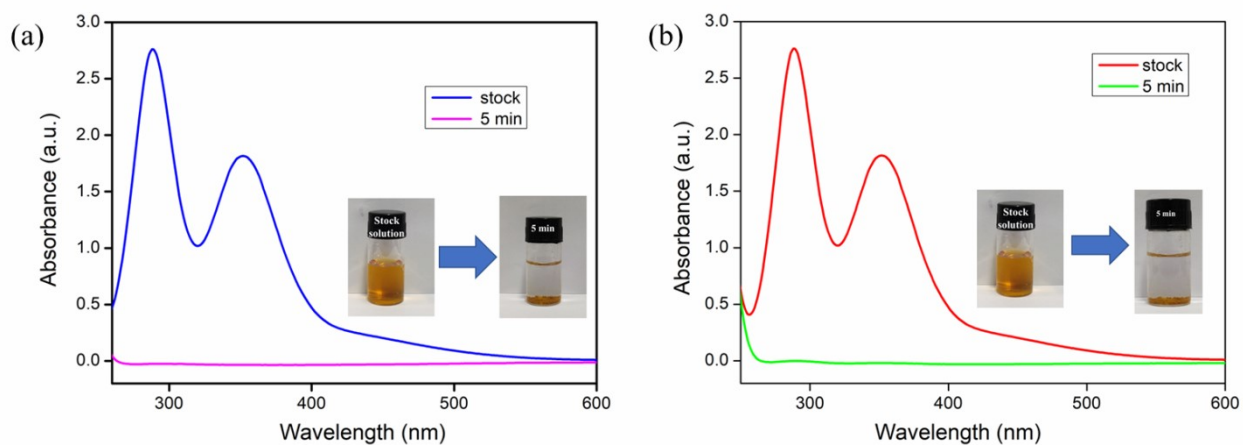 (a)
3.0
2.5
2.0
1.5
1.0
0.5
0.0
Absorbance (a.u.)
stock
5 min
Stock
solution
5 min
300
400
500
600
Wavelength (nm)
(b)
3.0
2.5
2.0
1.5
1.0
0.5
0.0
Absorbance (a.u.)
stock
5 min
Stock
solution
5 min
300
400
500
600
Wavelength (nm)